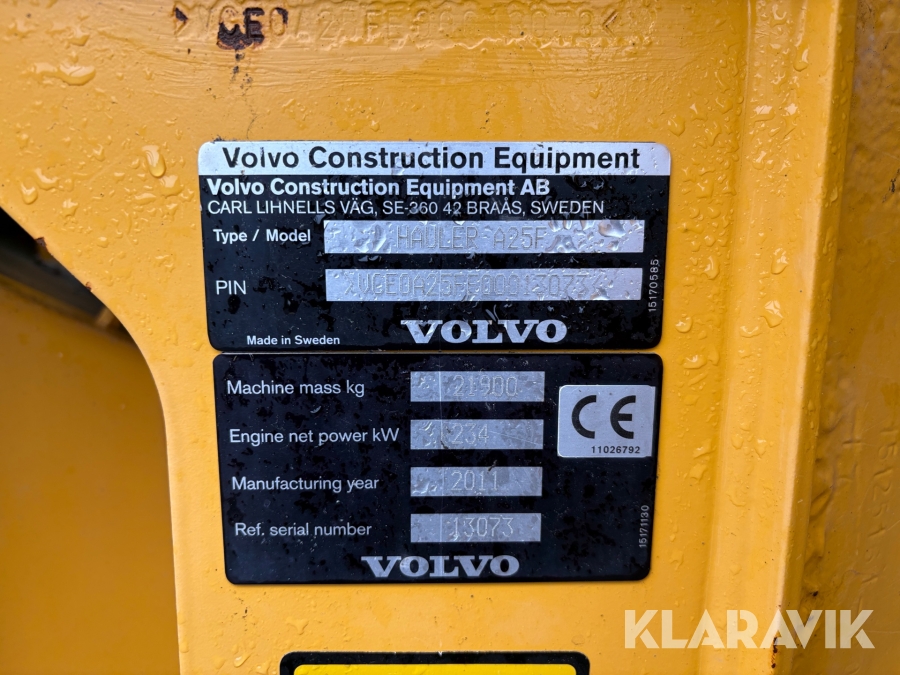 Volvo Construction Equipment
Volvo Construction Equipment AB
CARL LIHNELLS VÄG, SE-360 42 BRAÅS, SWEDEN
Type / Model HAULER A25F
PIN
15170585
Made in Sweden VOLVO
Machine mass kg 21900
Engine net power kW 234
CE
11026792
Manufacturing year 2011
Ref. serial number 13073
15171130
VOLVO
KLARAVIK